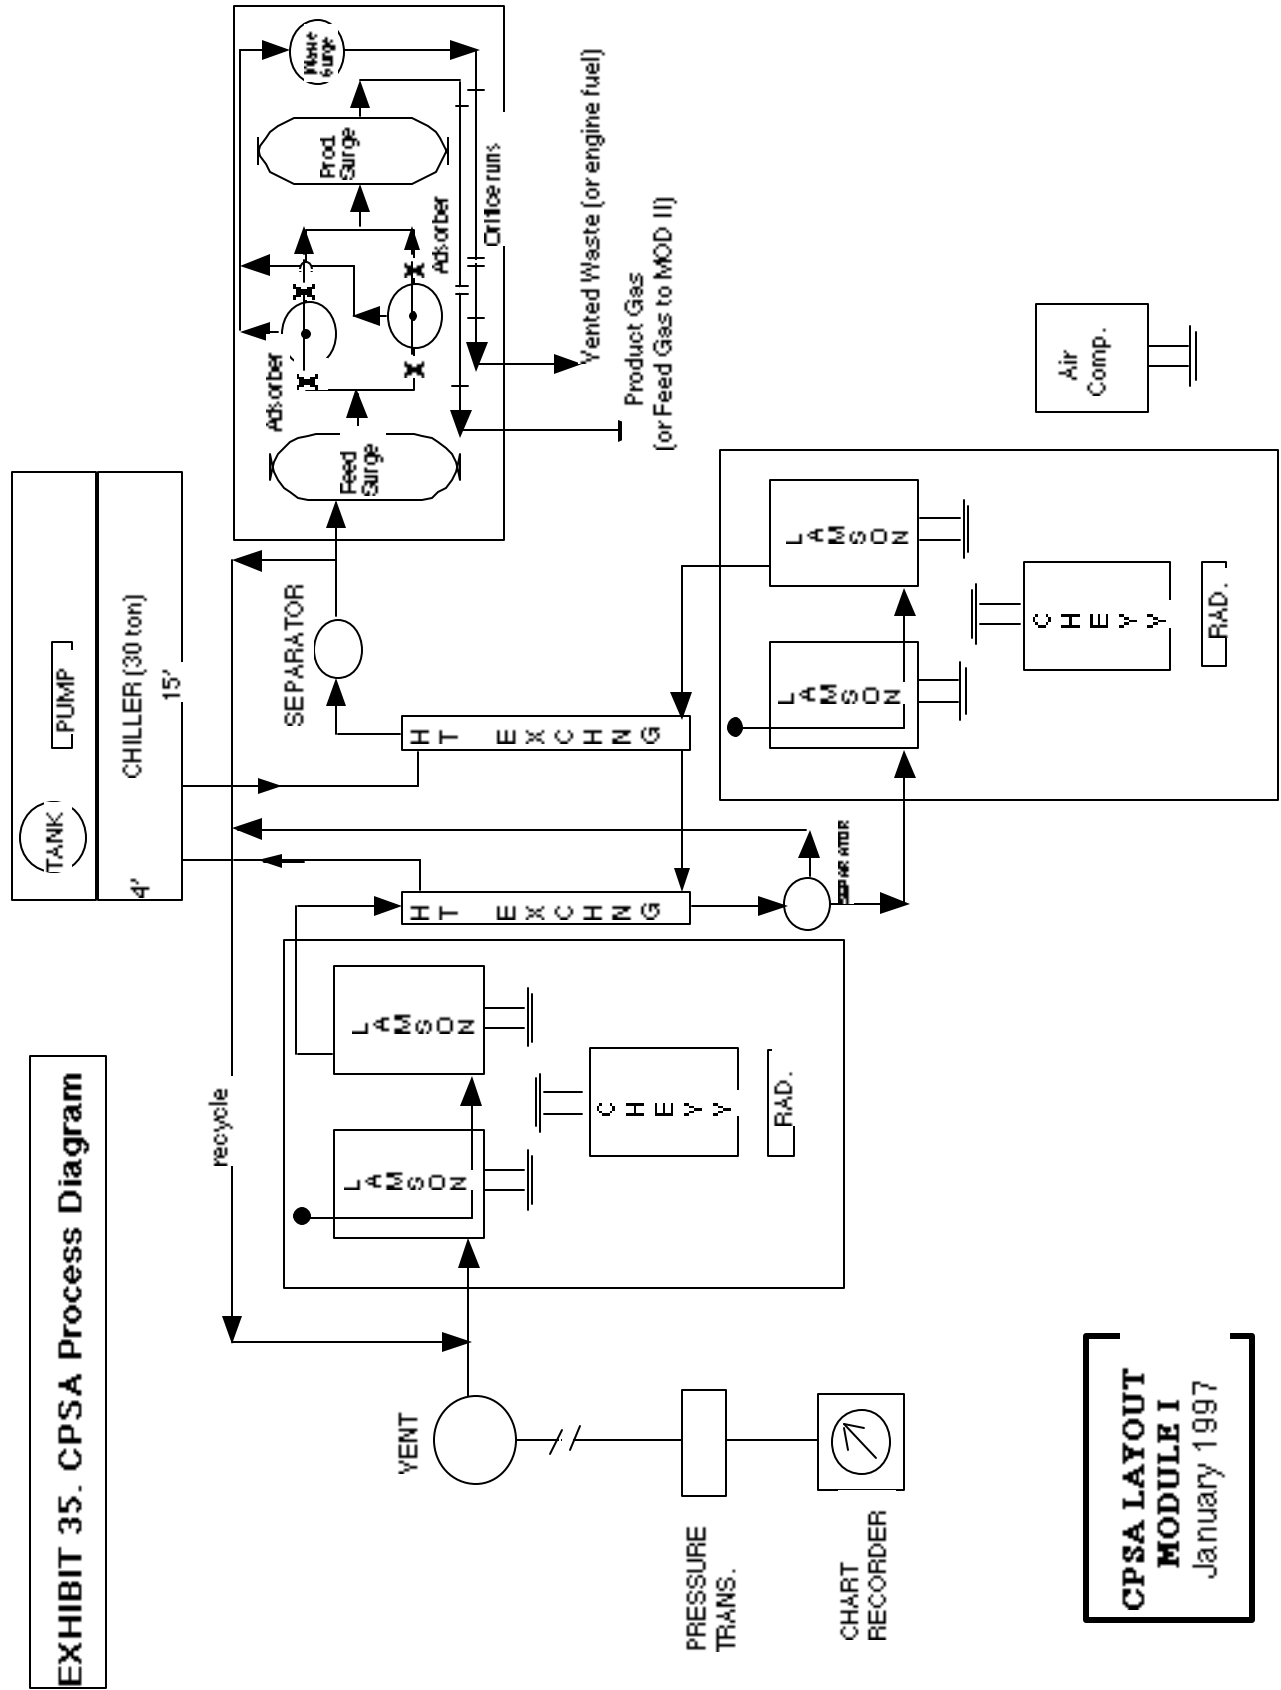 EXHIBIT 35. CPSA Process Diagram
TANK
PUMP
4'
CHILLER (30 ton)
15'
recycle
SEPARATOR
Feed
Surge
Adsorber
Adsorber
Prod.
Surge
Waste
Surge
Orifice runs
Vented Waste (or engine fuel)
Product Gas
(or Feed Gas to MOD II)
VENT
LAMSON
LAMSON
CHEVY
RAD.
HT EXCHNG
HT EXCHNG
SEPARATOR
LAMSON
LAMSON
CHEVY
RAD.
Air
Comp.
PRESSURE
TRANS.
CHART
RECORDER
CPSA LAYOUT
MODULE I
January 1997